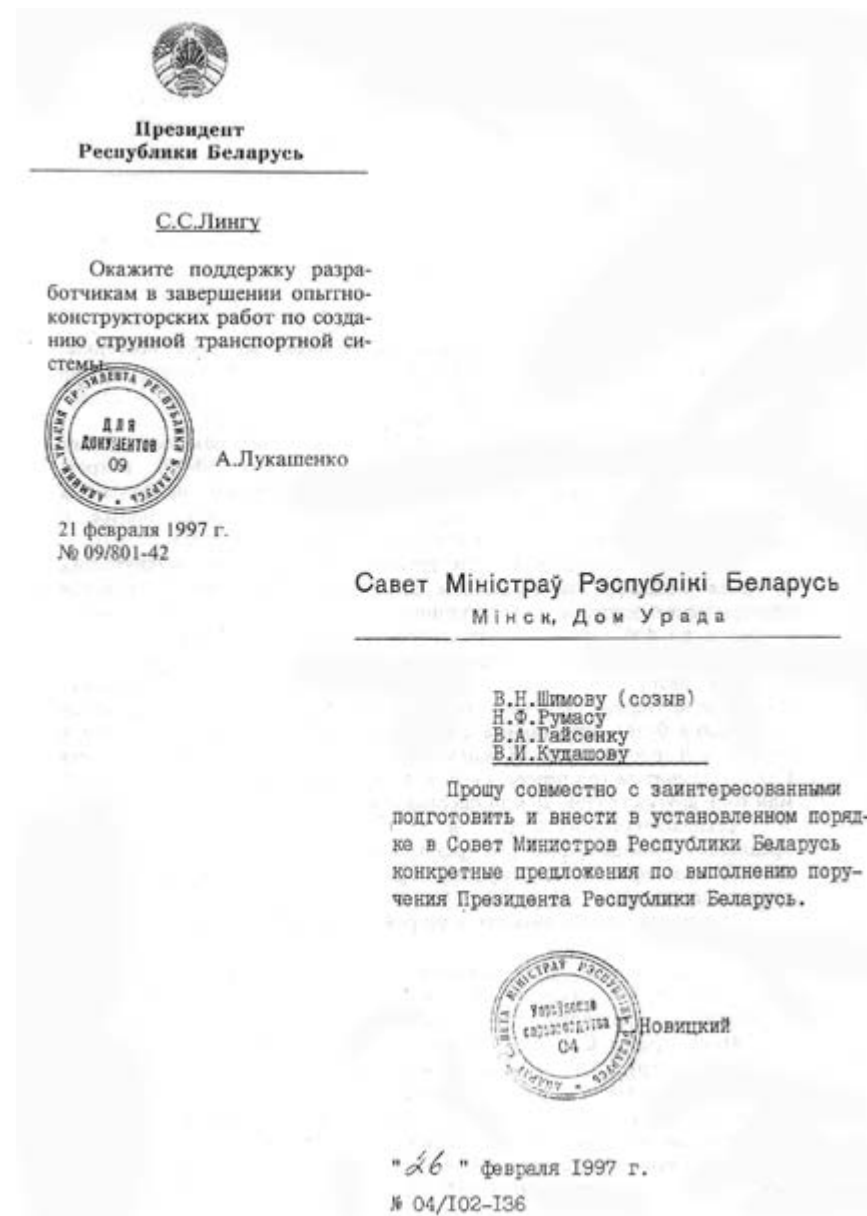 Президент
Республики Беларусь
С.С.Лингу
Окажите поддержку разра-
ботчикам в завершении опытно-
конструкторских работ по созда-
нию струнной транспортной си-
стемы.
ДЛЯ
ДОКУМЕНТОВ
09
А.Лукашенко
21 февраля 1997 г.
№ 09/801-42
Савет Міністраў Рэспублікі Беларусь
Мінск, Дом Урада
В.Н.Шимову (созыв)
Н.Ф.Румасу
В.А.Гайсенку
В.И.Кудашову
Прошу совместно с заинтересованными
подготовить и внести в установленном поряд-
ке в Совет Министров Республики Беларусь
конкретные предложения по выполнению пору-
чения Президента Республики Беларусь.
04
Г.Новицкий
"26" февраля I997 г.
№ 04/I02-I36